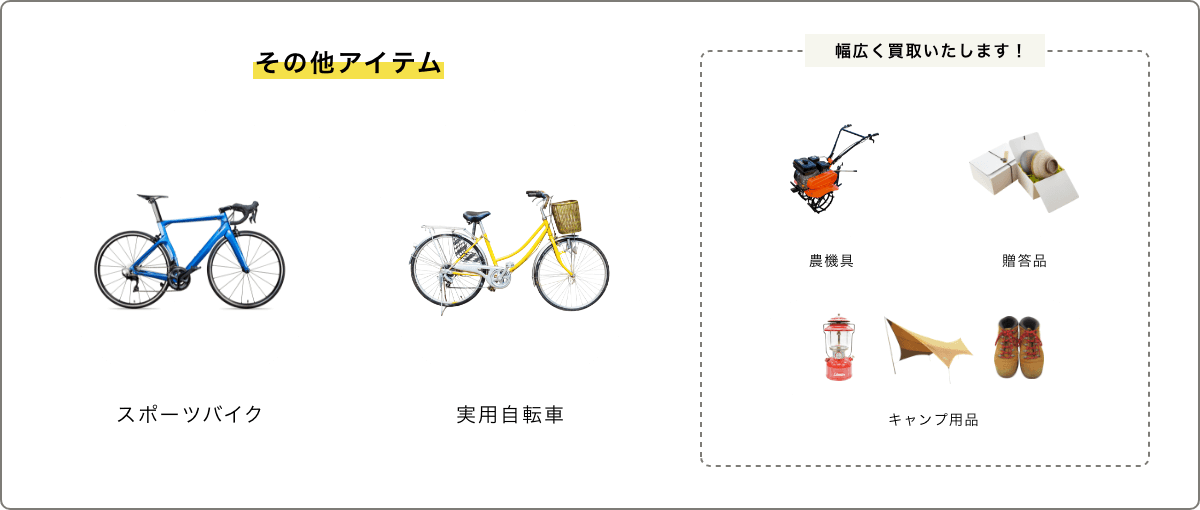 その他アイテム
スポーツバイク
実用自転車
幅広く買取いたします！
農機具
贈答品
キャンプ用品